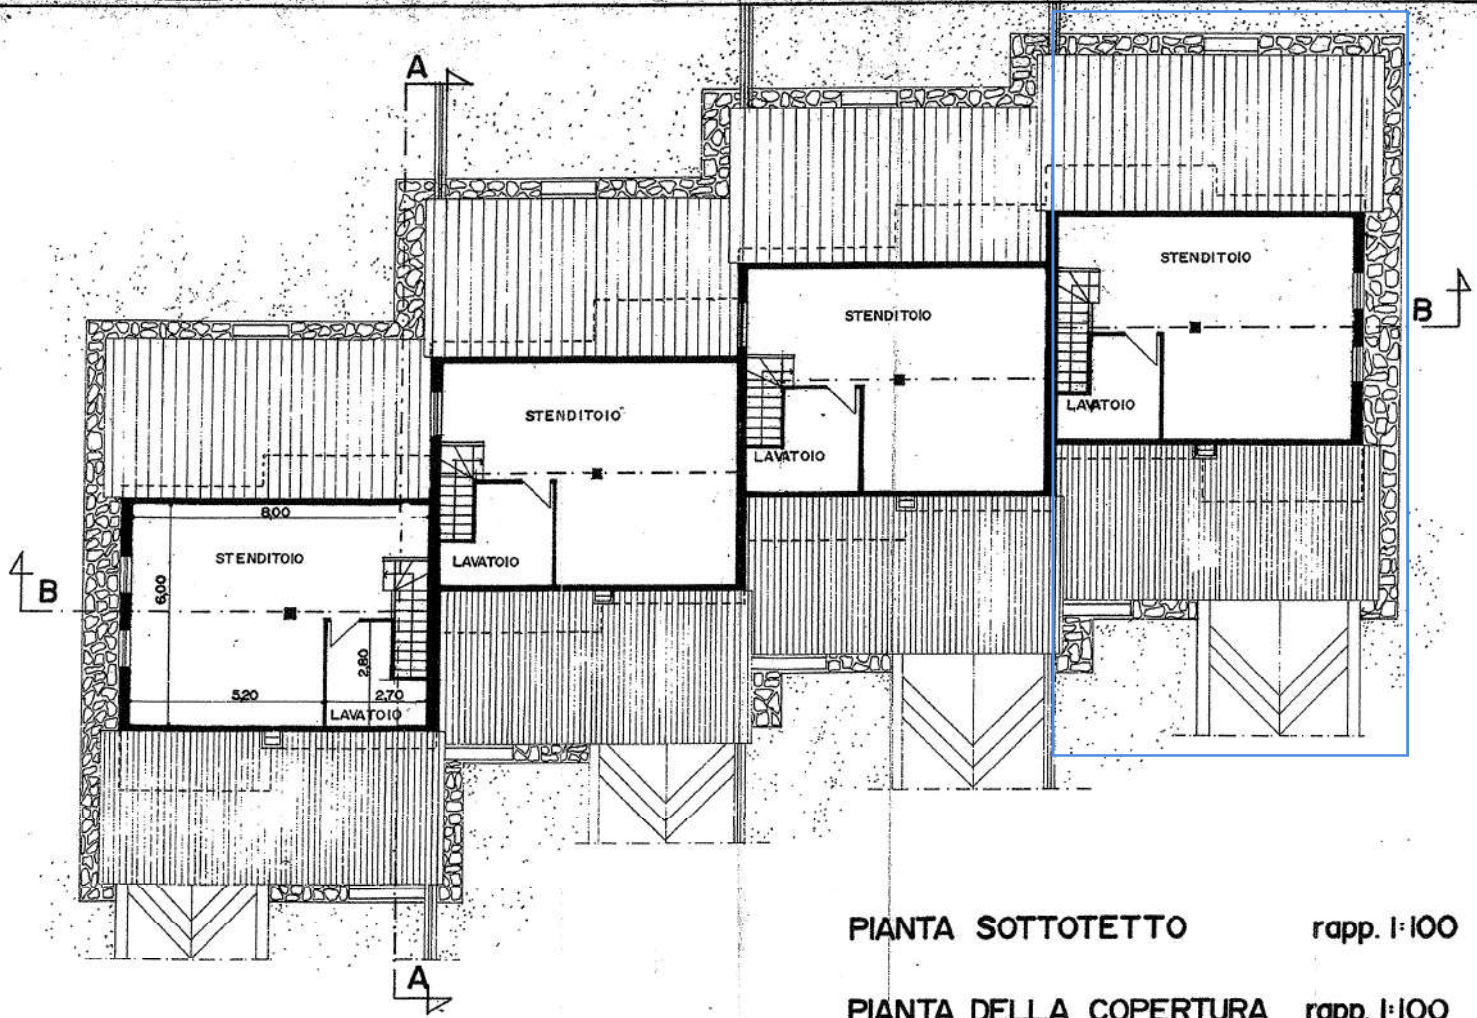 A
STENDITOIO
B
STENDITOIO
LAVATOIO
STENDITOIO
LAVATOIO
8,00
STENDITOIO
LAVATOIO
B
6,00
2,80
5,20
2,70
LAVATOIO
PIANTA SOTTOTETTO rapp. 1:100
A
PIANTA DELLA COPERTURA rapp. 1:100